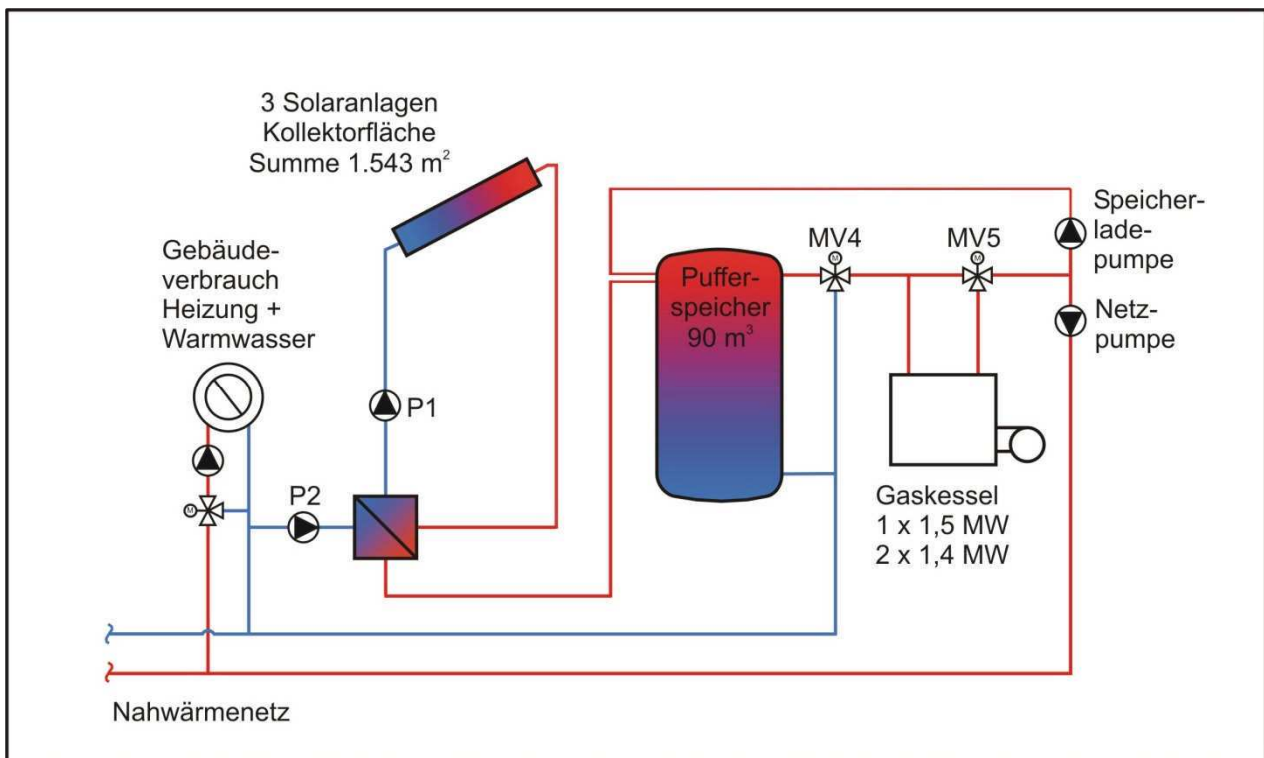 3 Solaranlagen
Kollektorfläche
Summe 1.543 m²
Gebäude-
verbrauch
Heizung +
Warmwasser
P1
P2
M
Puffer-
speicher
90 m³
MV4
M
MV5
M
Speicher-
lade-
pumpe
Netz-
pumpe
Gaskessel
1 x 1,5 MW
2 x 1,4 MW
Nahwärmenetz